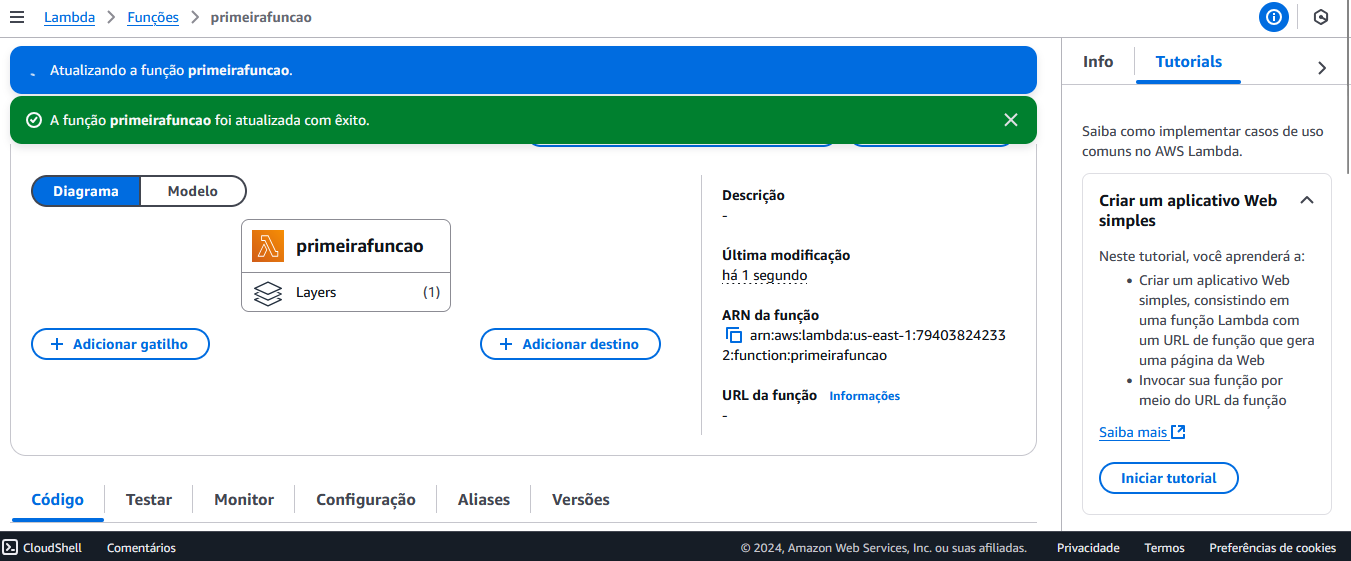 Lambda > Funções > primeirafuncao
Atualizando a função primeirafuncao.
A função primeirafuncao foi atualizada com êxito.
Diagrama
Modelo
primeirafuncao
Layers
(1)
Adicionar gatilho
Adicionar destino
Descrição
-
Última modificação
há 1 segundo
ARN da função
arn:aws:lambda:us-east-1:79403824233
2:function:primeirafuncao
URL da função Informações
-
Código
Testar
Monitor
Configuração
Aliases
Versões
Info
Tutorials
Saiba como implementar casos de uso
comuns no AWS Lambda.
Criar um aplicativo Web
simples
Neste tutorial, você aprenderá a:
• Criar um aplicativo Web
simples, consistindo em
uma função Lambda com
um URL de função que gera
uma página da Web
• Invocar sua função por
meio do URL da função
Saiba mais
Iniciar tutorial
CloudShell
Comentários
© 2024, Amazon Web Services, Inc. ou suas afiliadas.
Privacidade
Termos
Preferências de cookies